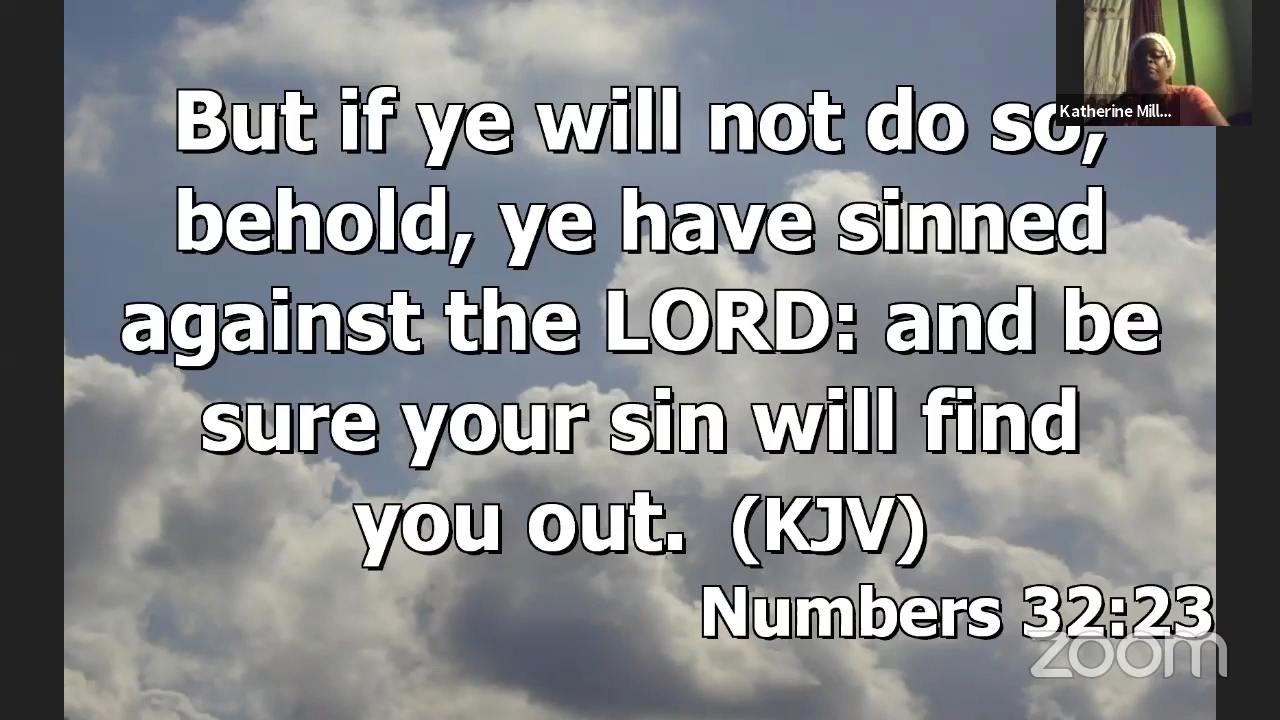 Katherine Mill...
But if ye will not do so,
behold, ye have sinned
against the LORD: and be
sure your sin will find
you out. (KJV)
Numbers 32:23
zoom